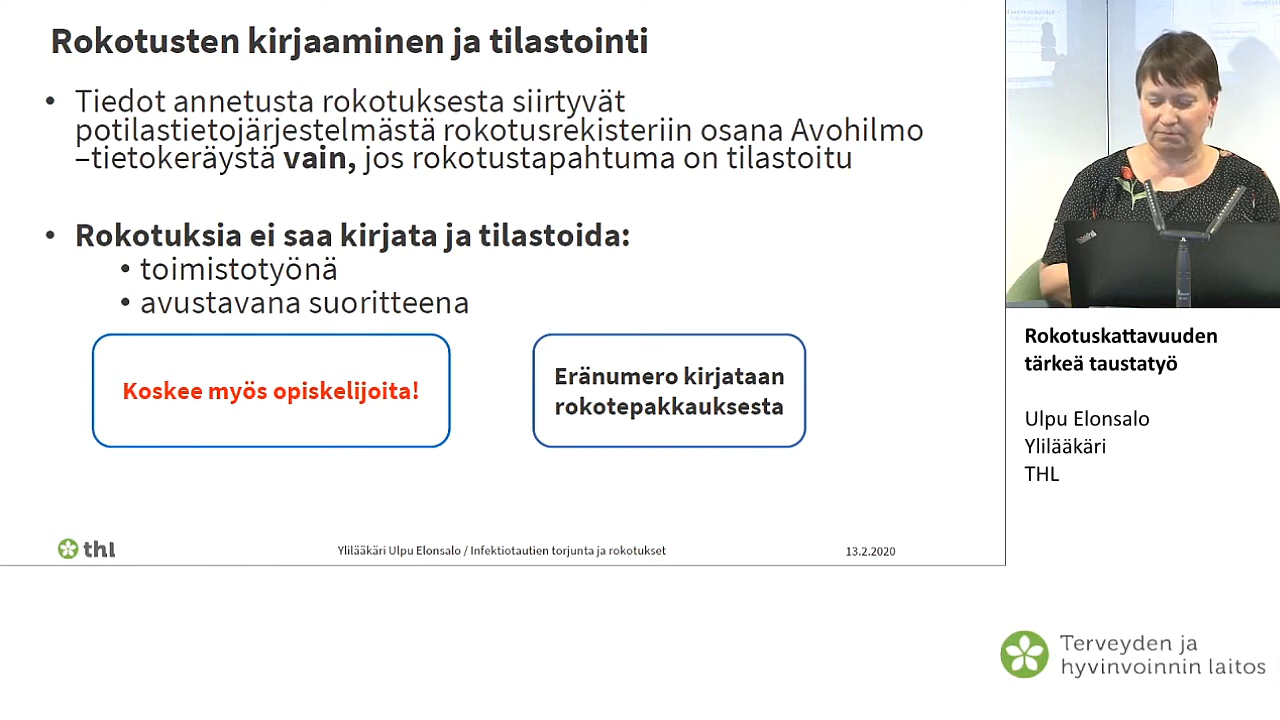 Rokotusten kirjaaminen ja tilastointi
• Tiedot annetusta rokotuksesta siirtyvät
potilastietojärjestelmästä rokotusrekisteriin osana Avohilmo
–tietokeräystä vain, jos rokotustapahtuma on tilastoitu
• Rokotuksia ei saa kirjata ja tilastoida:
• toimistotyönä
• avustavana suoritteena
Koskee myös opiskelijoita!
Eränumero kirjataan
rokotepakkauksesta
thl
Ylilääkäri Ulpu Elonsalo / Infektiotautien torjunta ja rokotukset
13.2.2020
ThinkPad
Rokotuskattavuuden
tärkeä taustatyö
Ulpu Elonsalo
Ylilääkäri
THL
Terveyden ja
hyvinvoinnin laitos